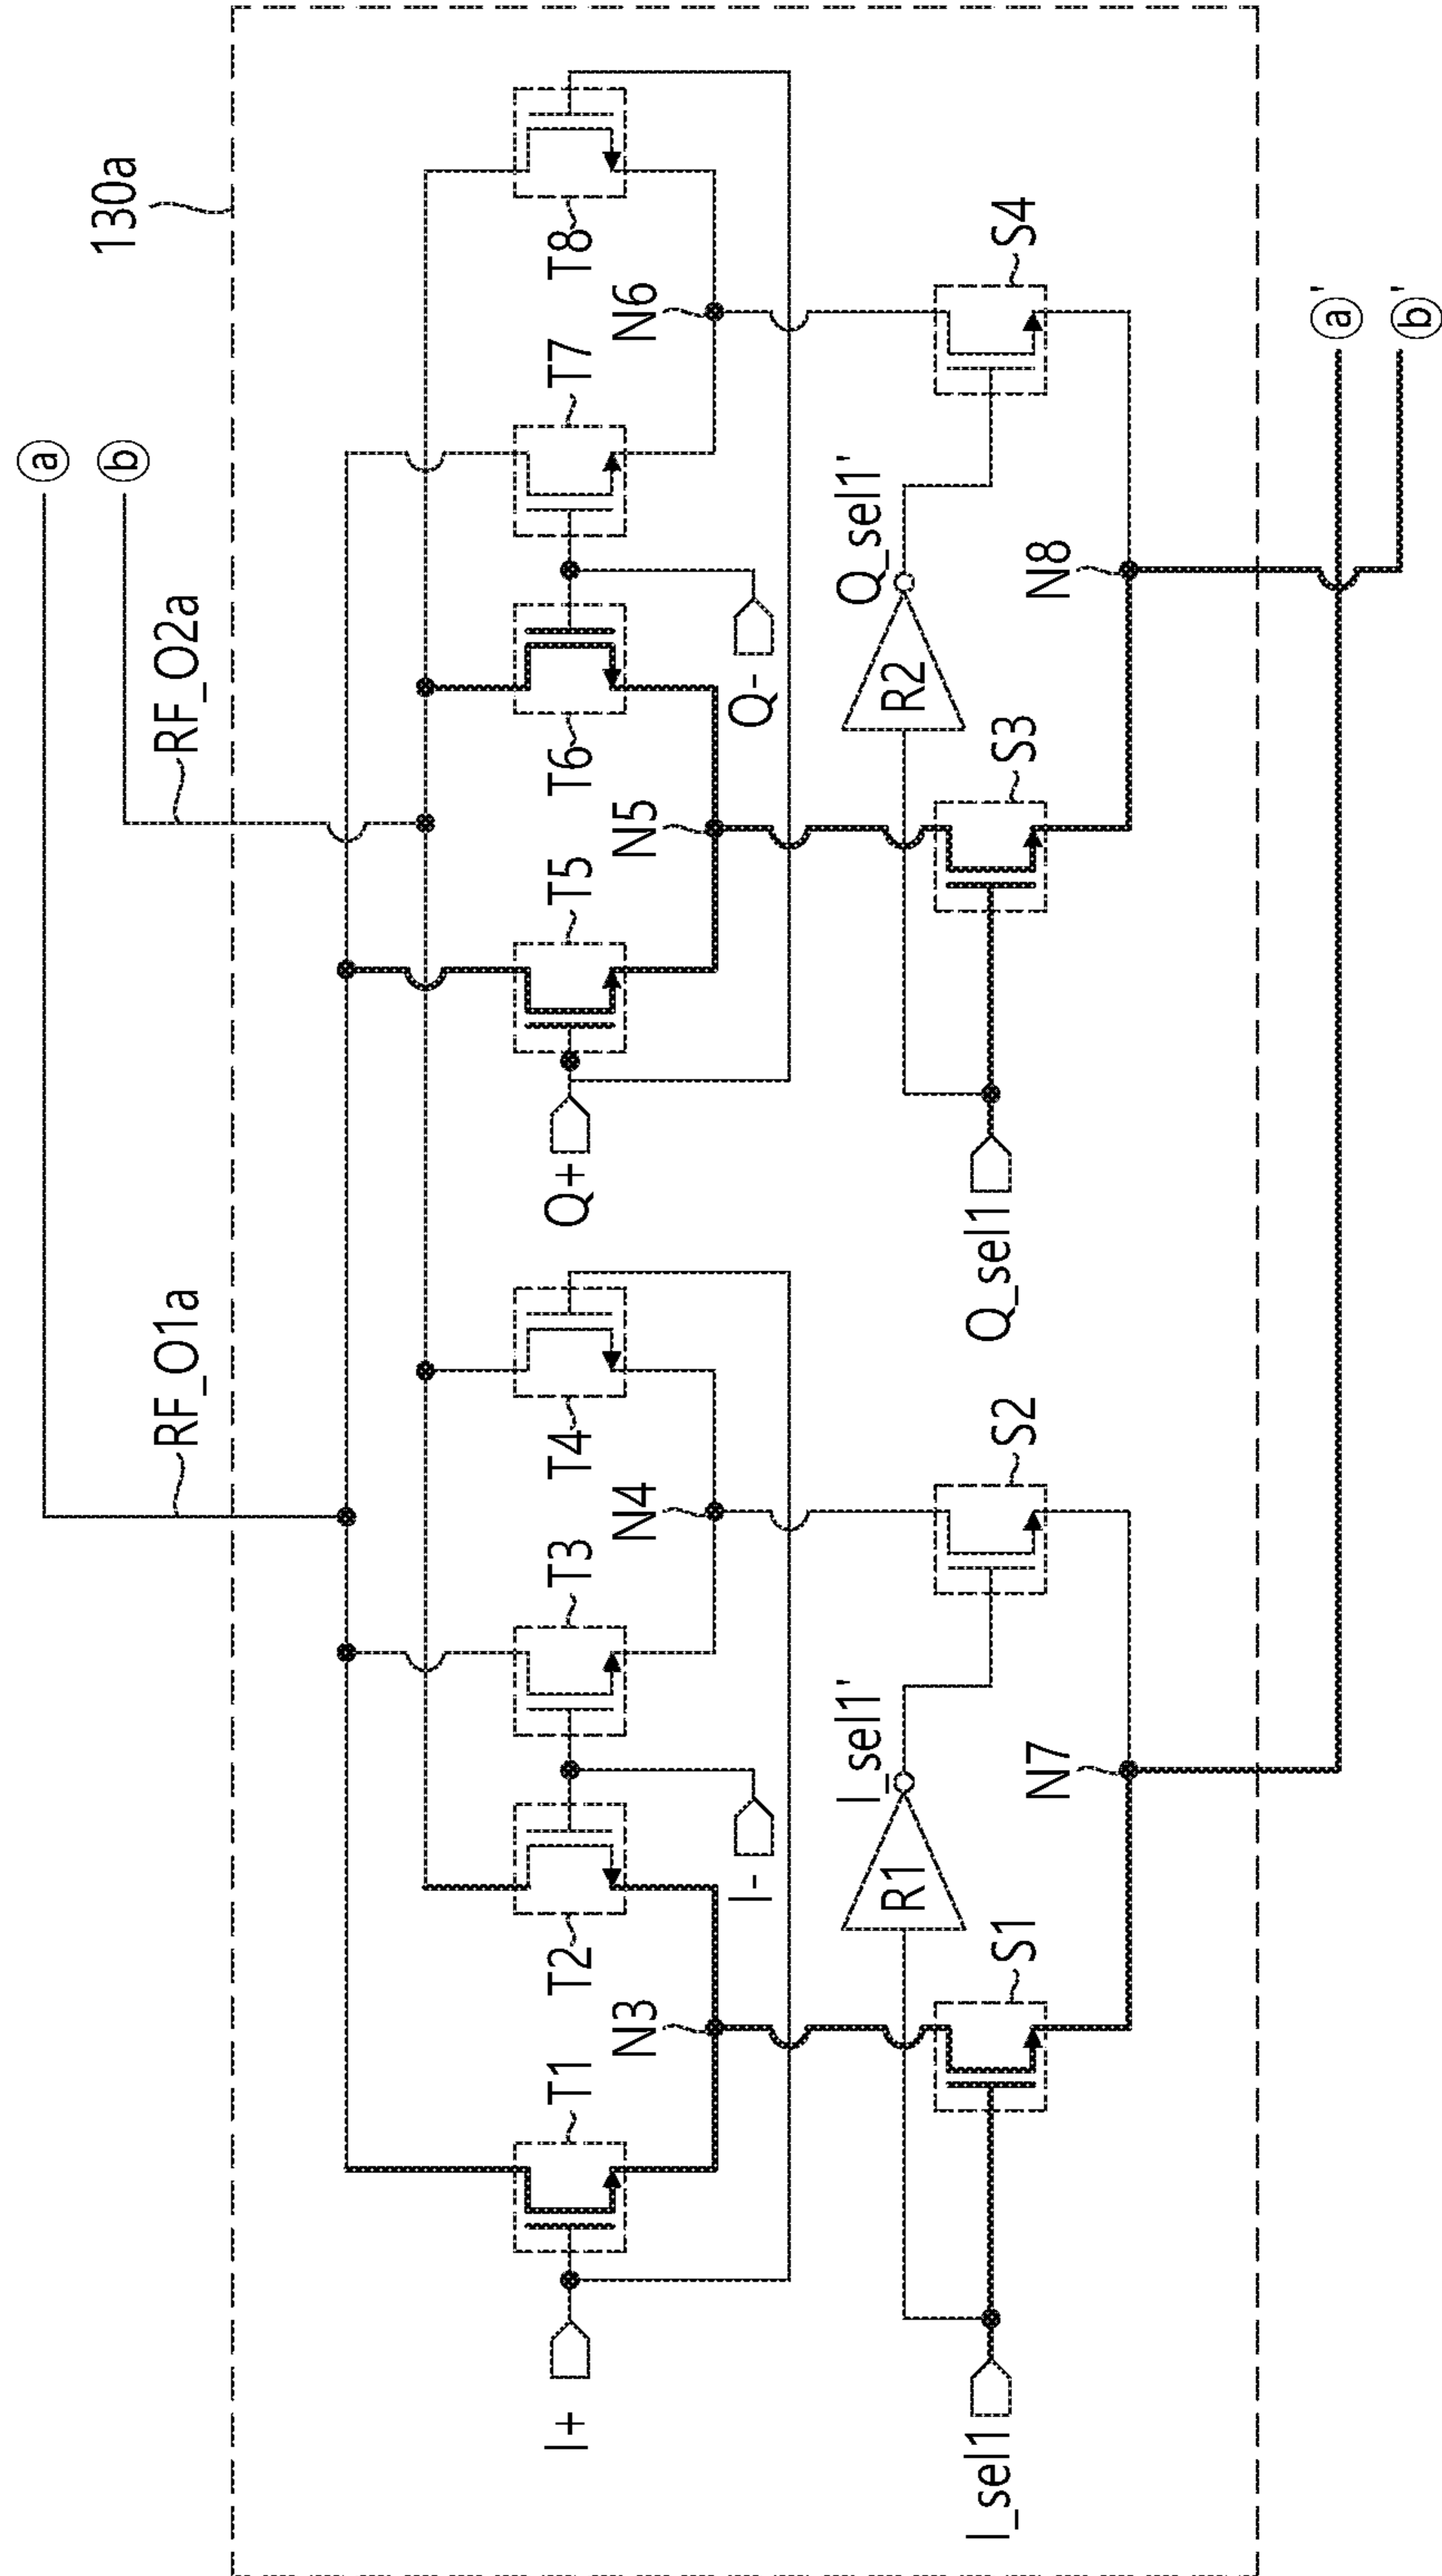 130a
ⓐ
ⓑ
RF_O1a
RF_O2a
I+
T1
T2
T3
T4
Q+
T5
T6
T7
T8
N3
N4
N5
N6
I-
Q-
I_sel1
R1
I_sel1'
S1
S2
Q_sel1
R2
Q_sel1'
S3
S4
N7
N8
ⓐ'
ⓑ'